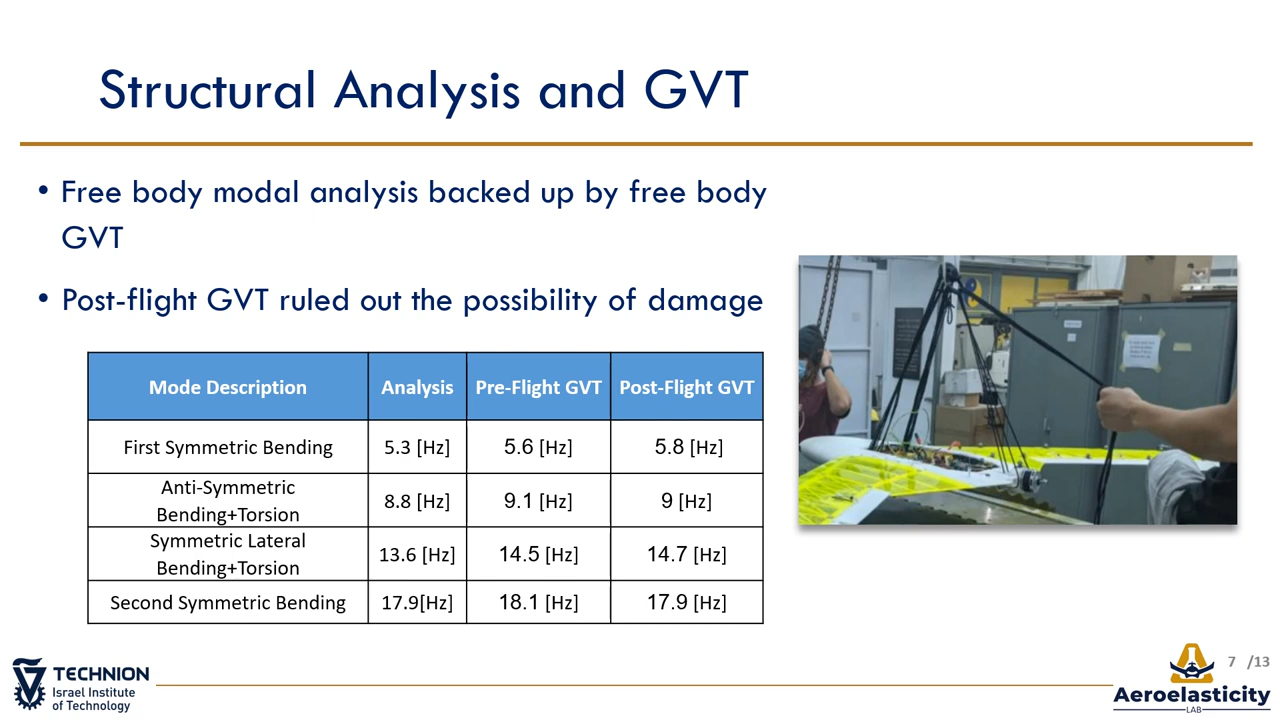 Structural Analysis and GVT
• Free body modal analysis backed up by free body
GVT
• Post-flight GVT ruled out the possibility of damage
Mode Description Analysis Pre-Flight GVT Post-Flight GVT
First Symmetric Bending 5.3 [Hz] 5.6 [Hz] 5.8 [Hz]
Anti-Symmetric
Bending+Torsion 8.8 [Hz] 9.1 [Hz] 9 [Hz]
Symmetric Lateral
Bending+Torsion 13.6 [Hz] 14.5 [Hz] 14.7 [Hz]
Second Symmetric Bending 17.9[Hz] 18.1 [Hz] 17.9 [Hz]
TECHNION
Israel Institute
of Technology
7 /13
Aeroelasticity
LAB